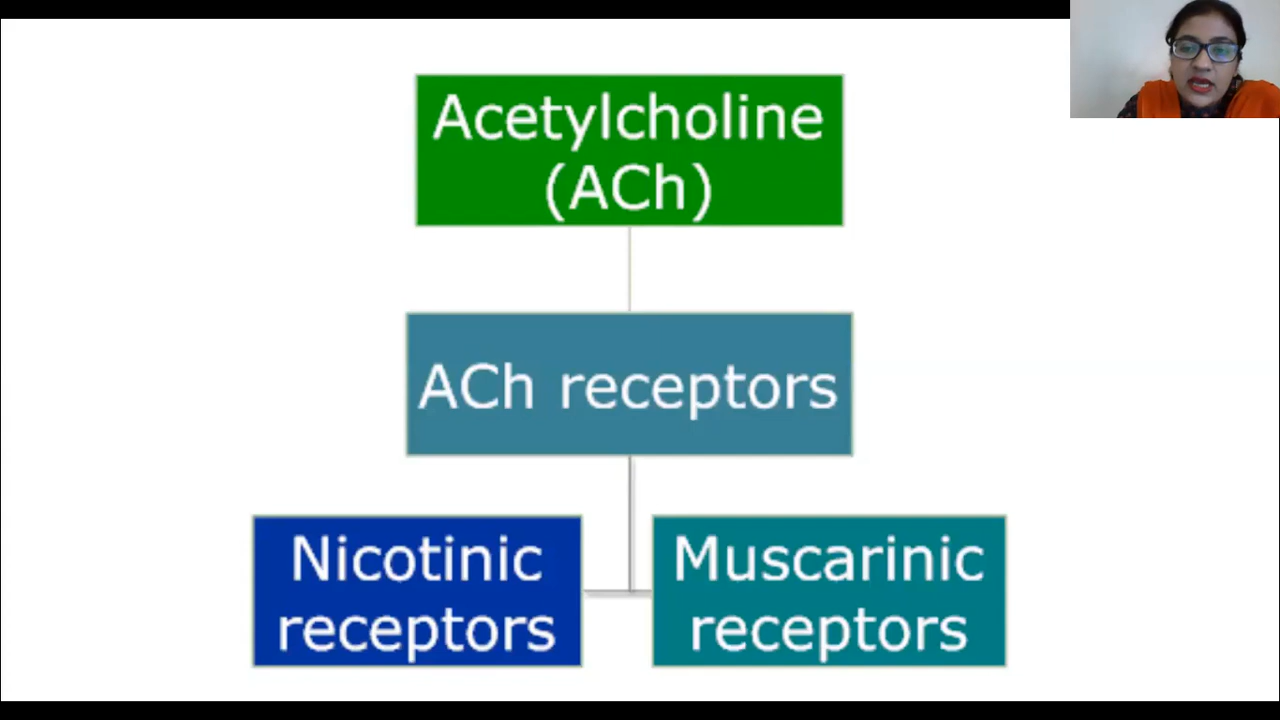 Acetylcholine
(ACh)
ACh receptors
Nicotinic
receptors
Muscarinic
receptors